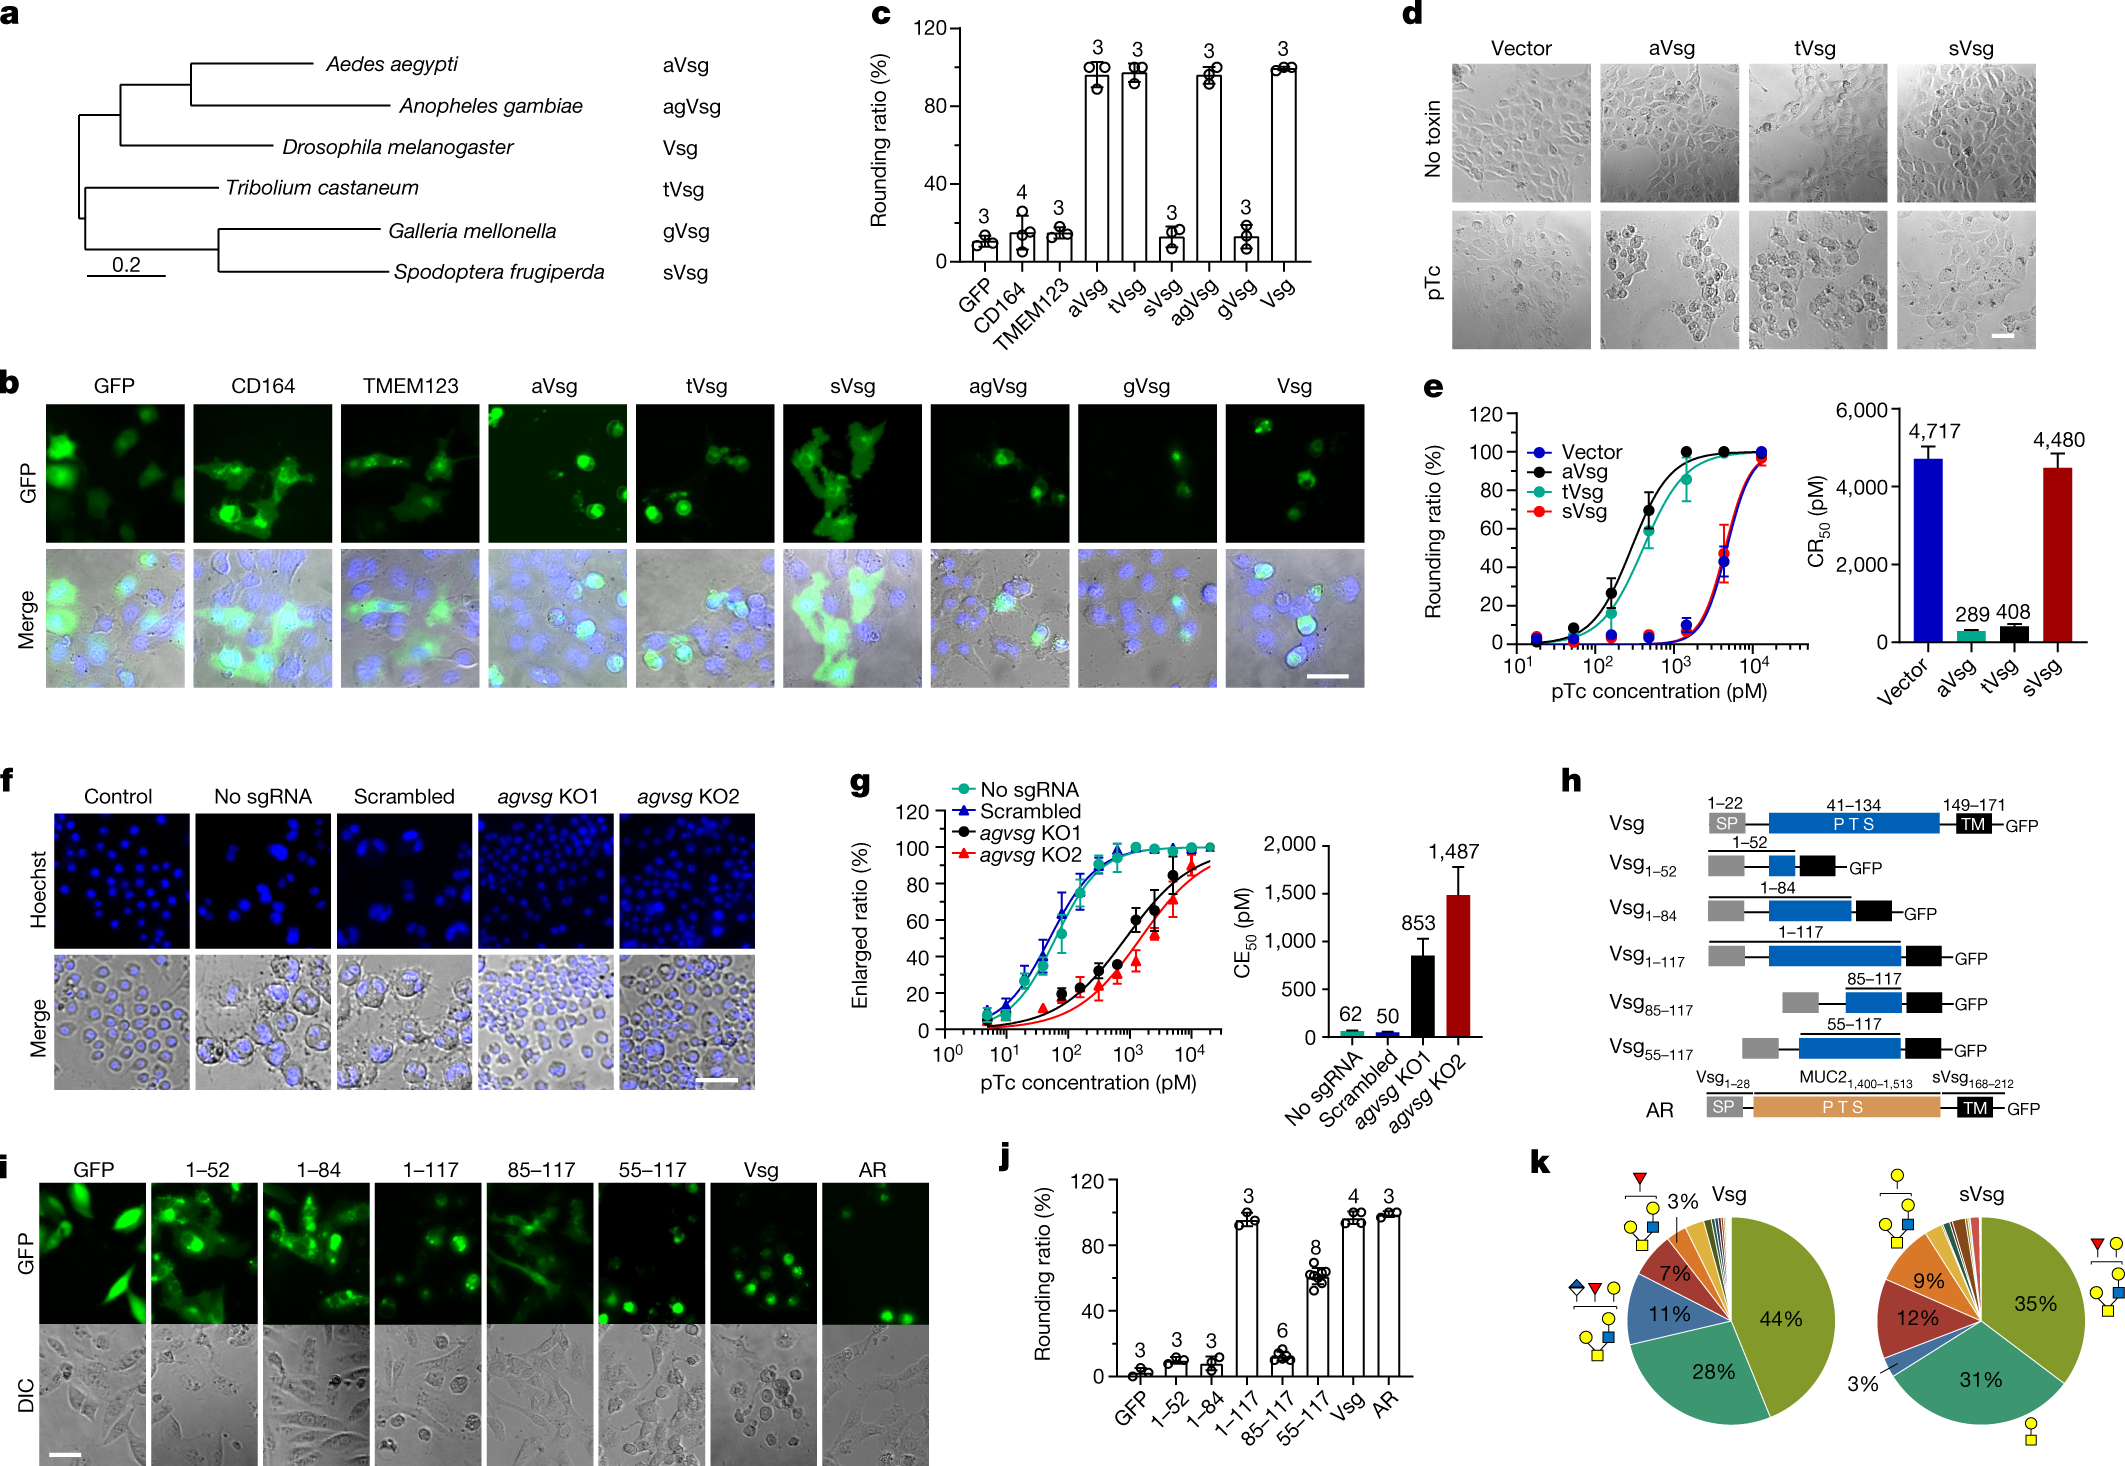 a
Aedes aegypti aVsg
Anopheles gambiae agVsg
Drosophila melanogaster Vsg
Tribolium castaneum tVsg
Galleria mellonella gVsg
Spodoptera frugiperda sVsg
0.2
b
GFP CD164 TMEM123 aVsg tVsg sVsg agVsg gVsg Vsg
GFP
Merge
c
Rounding ratio (%)
120
80
40
0
3 4 3 3 3 3 3 3 3
GFP CD164 TMEM123 aVsg tVsg sVsg agVsg gVsg Vsg
d
Vector aVsg tVsg sVsg
No toxin
pTc
e
Rounding ratio (%)
120
100
80
60
40
20
0
Vector
aVsg
tVsg
sVsg
10¹ 10² 10³ 10⁴
pTc concentration (pM)
CR₅₀ (pM)
6,000
4,000
2,000
0
4,717 289 408 4,480
Vector aVsg tVsg sVsg
f
Control No sgRNA Scrambled agvsg KO1 agvsg KO2
Hoechst
Merge
g
No sgRNA
Scrambled
agvsg KO1
agvsg KO2
Enlarged ratio (%)
120
100
80
60
40
20
0
10⁰ 10¹ 10² 10³ 10⁴
pTc concentration (pM)
CE₅₀ (pM)
2,000
1,500
1,000
500
0
62 50 853 1,487
No sgRNA Scrambled agvsg KO1 agvsg KO2
h
1–22 41–134 149–171
Vsg SP P T S TM GFP
1–52
Vsg₁₋₅₂ GFP
1–84
Vsg₁₋₈₄ GFP
1–117
Vsg₁₋₁₁₇ GFP
85–117
Vsg₈₅₋₁₁₇ GFP
55–117
Vsg₅₅₋₁₁₇ GFP
Vsg₁₋₂₈ MUC2₁,₄₀₀₋₁,₅₁₃ sVsg₁₆₈₋₂₁₂
AR SP P T S TM GFP
i
GFP 1–52 1–84 1–117 85–117 55–117 Vsg AR
GFP
DIC
j
Rounding ratio (%)
120
80
40
0
3 3 3 3 6 8 4 3
GFP 1–52 1–84 1–117 85–117 55–117 Vsg AR
k
Vsg
3%
7%
11%
28%
44%
sVsg
9%
12%
3%
31%
35%